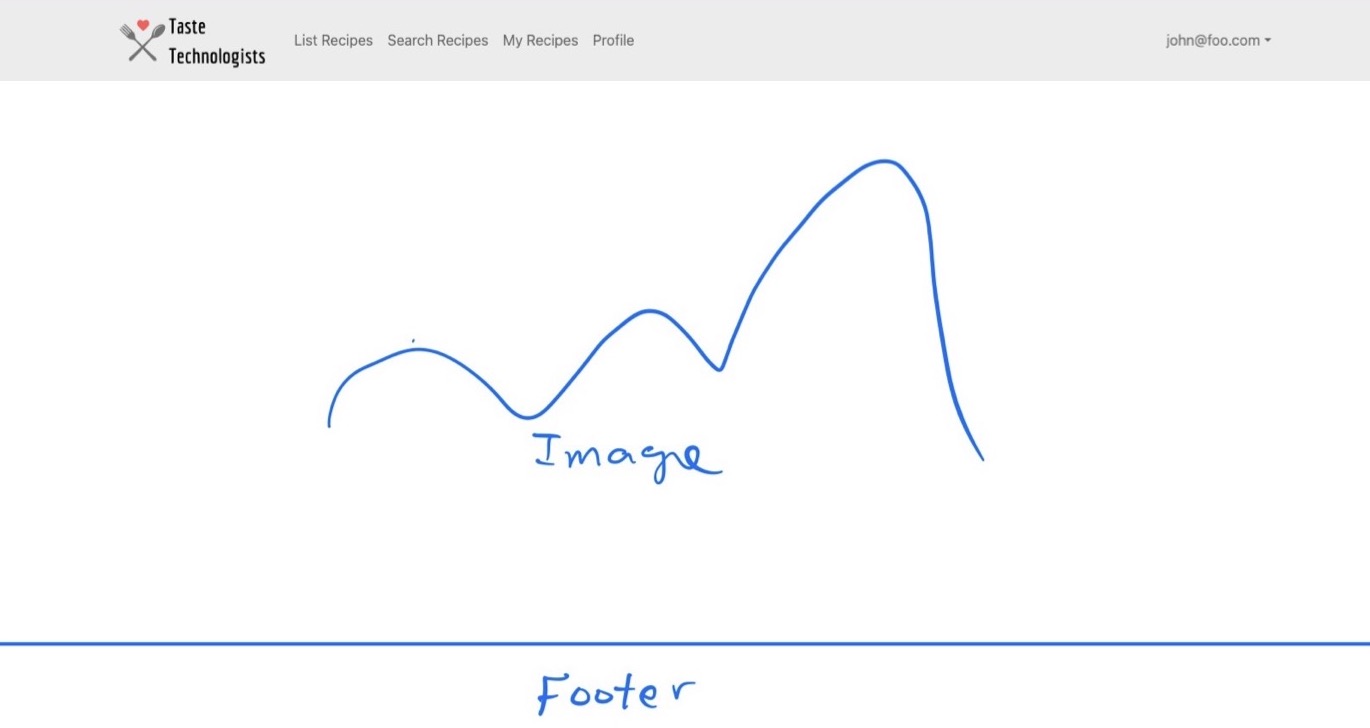 Taste
Technologists
List Recipes Search Recipes My Recipes Profile
john@foo.com
Image
Footer